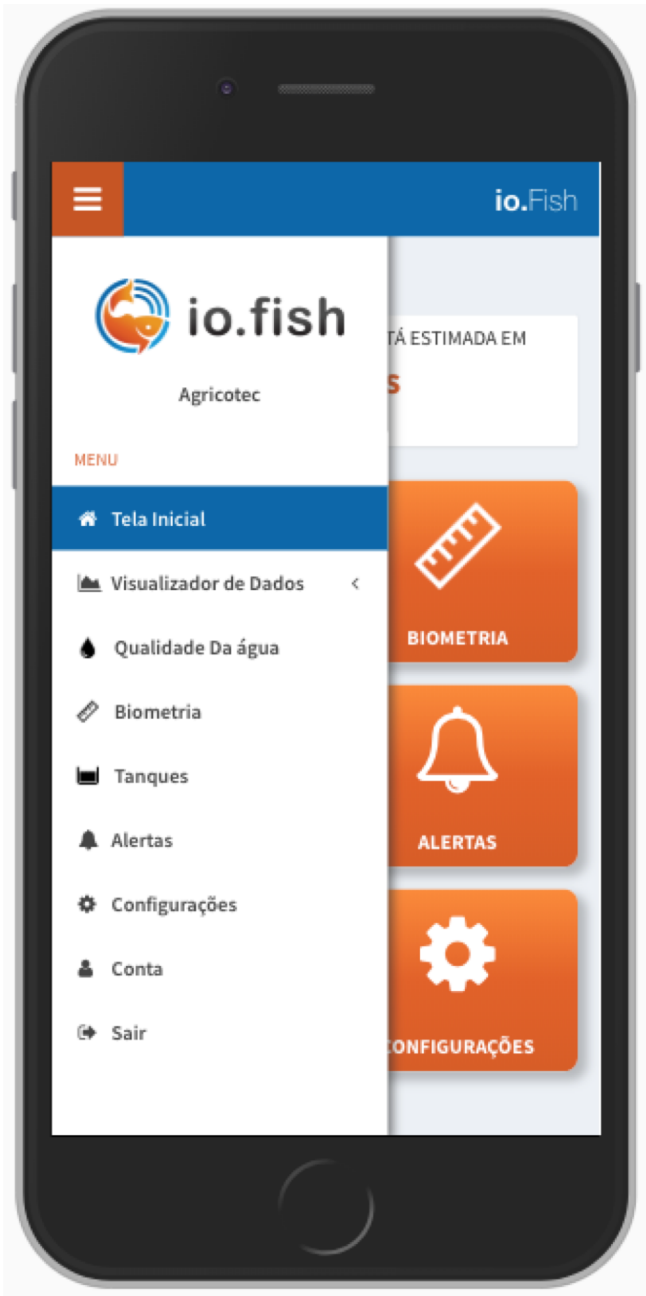 io.Fish
io.fish
Agricotec
TÁ ESTIMADA EM
S
MENU
Tela Inicial
Visualizador de Dados
Qualidade Da água
Biometria
Tanques
Alertas
Configurações
Conta
Sair
BIOMETRIA
ALERTAS
CONFIGURAÇÕES